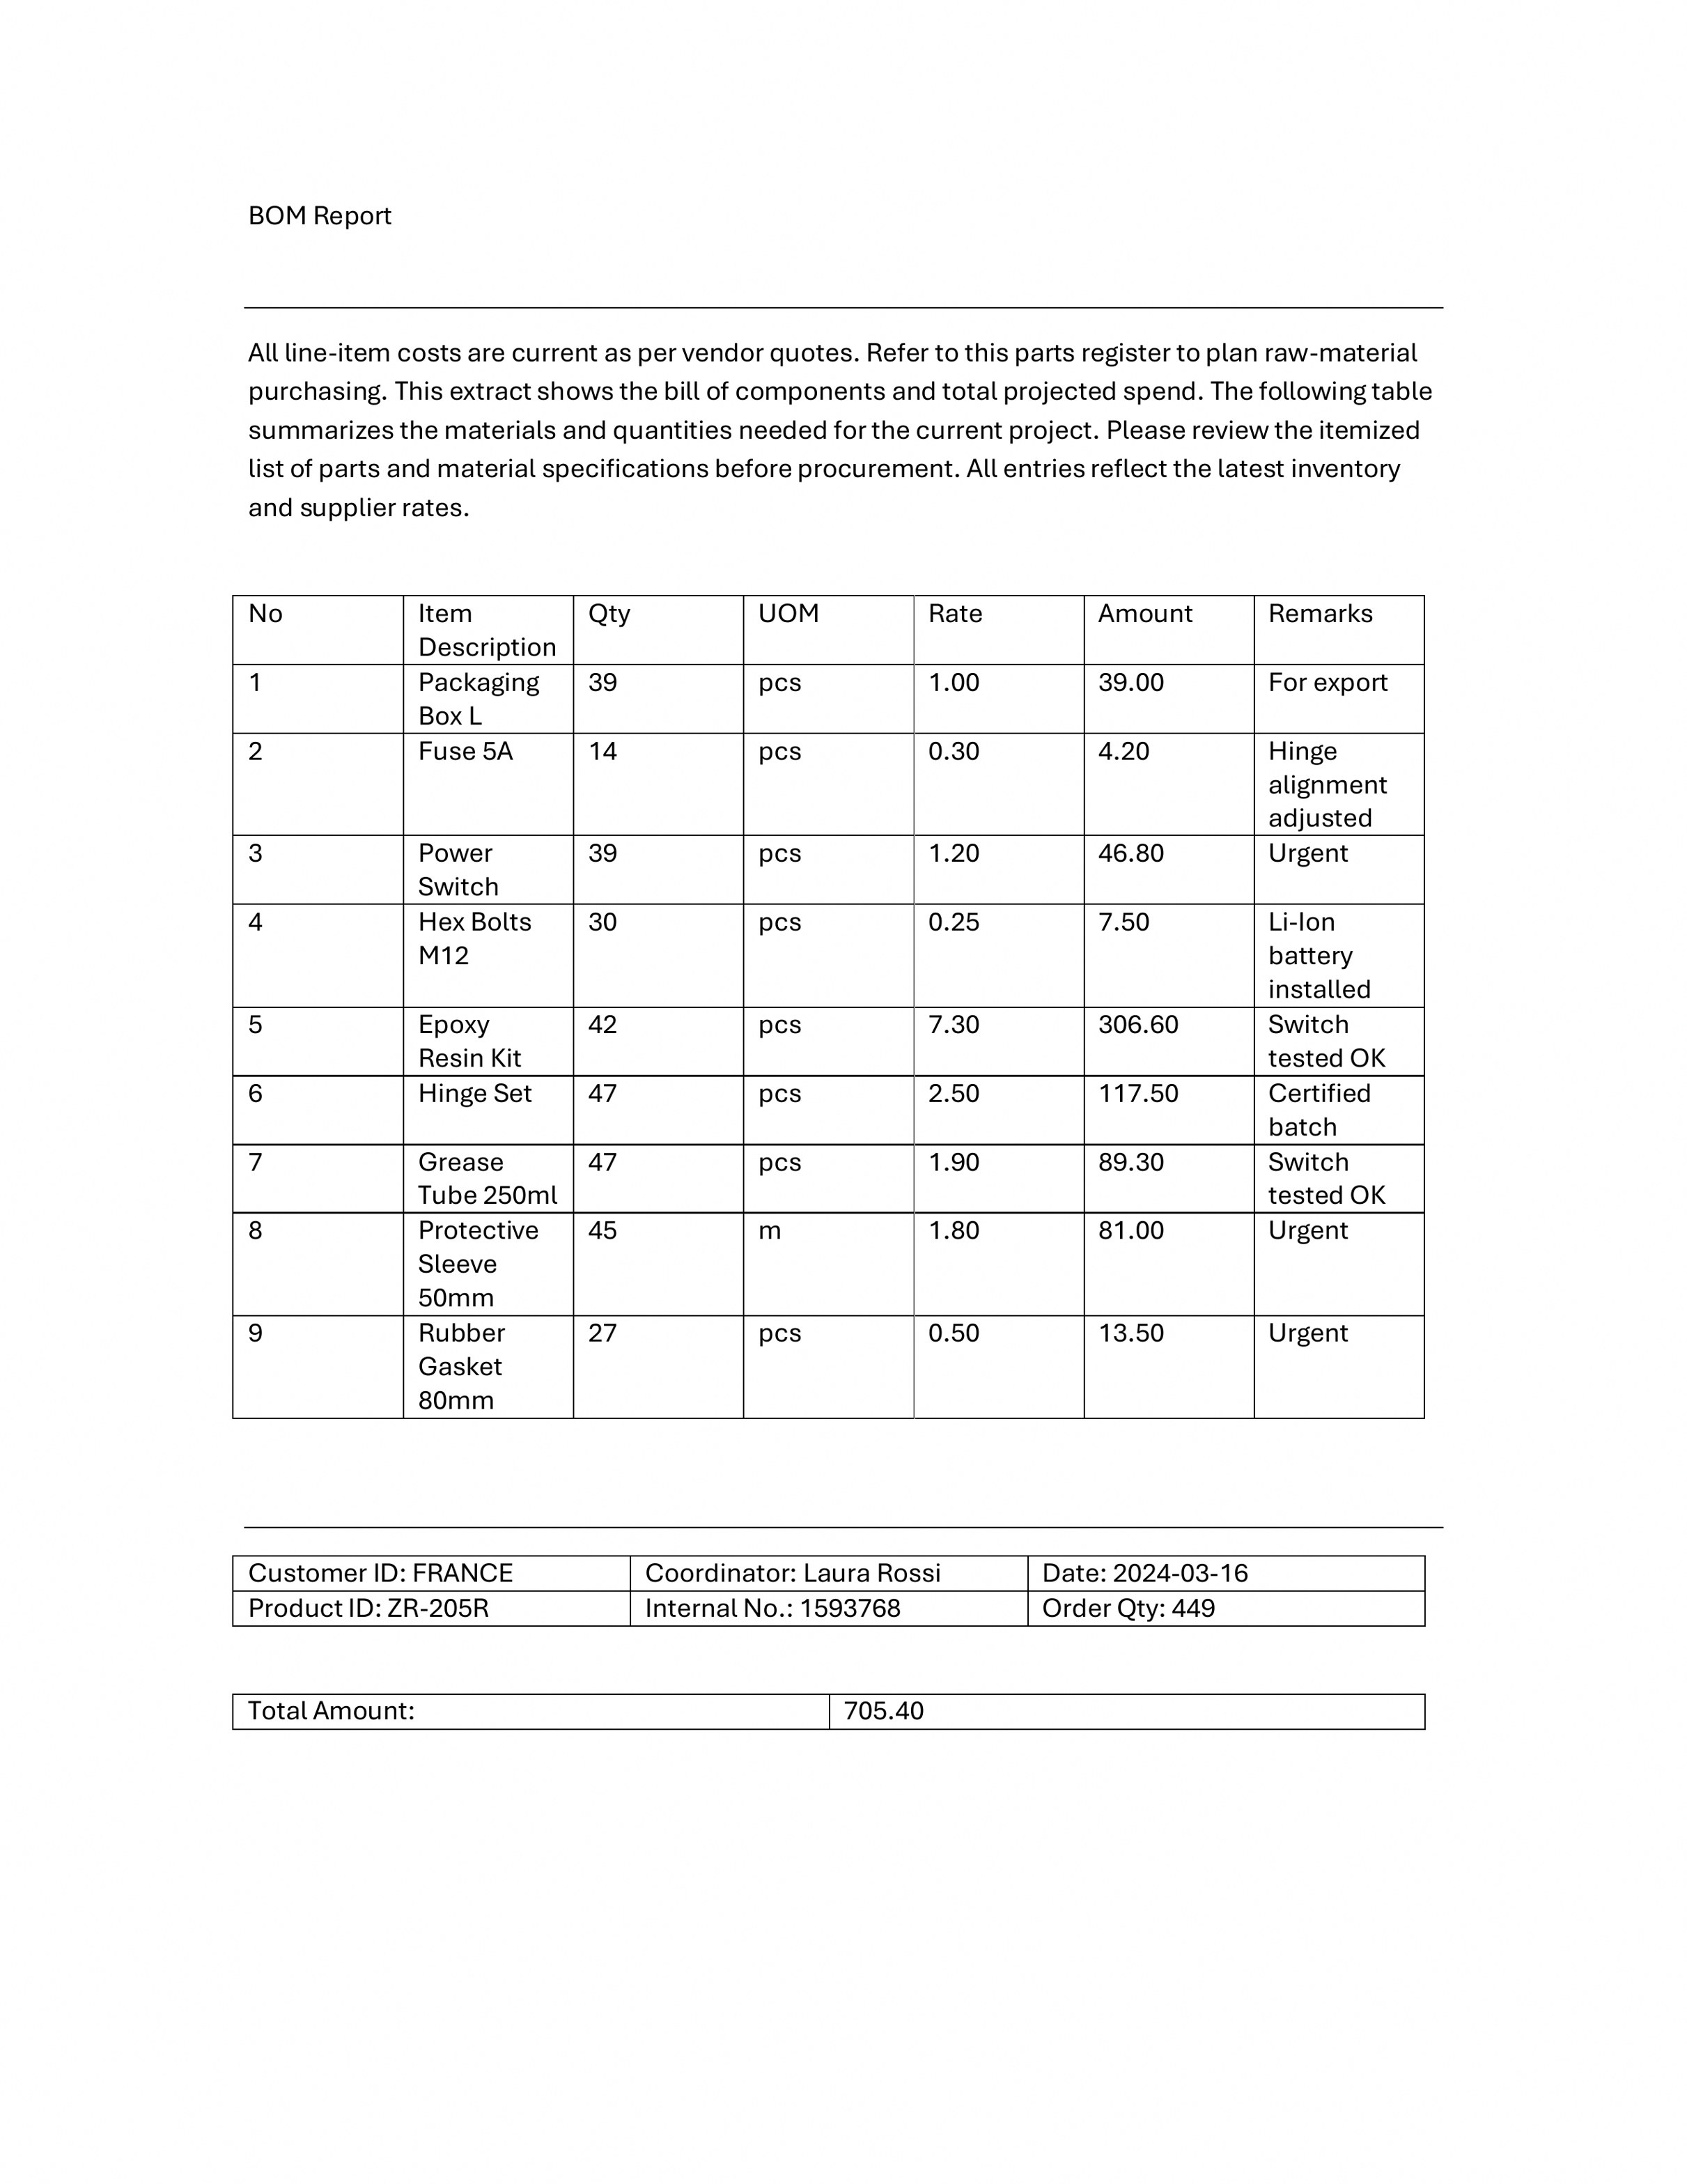 BOM Report
All line-item costs are current as per vendor quotes. Refer to this parts register to plan raw-material
purchasing. This extract shows the bill of components and total projected spend. The following table
summarizes the materials and quantities needed for the current project. Please review the itemized
list of parts and material specifications before procurement. All entries reflect the latest inventory
and supplier rates.
No Item Description Qty UOM Rate Amount Remarks
1 Packaging Box L 39 pcs 1.00 39.00 For export
2 Fuse 5A 14 pcs 0.30 4.20 Hinge alignment adjusted
3 Power Switch 39 pcs 1.20 46.80 Urgent
4 Hex Bolts M12 30 pcs 0.25 7.50 Li-Ion battery installed
5 Epoxy Resin Kit 42 pcs 7.30 306.60 Switch tested OK
6 Hinge Set 47 pcs 2.50 117.50 Certified batch
7 Grease Tube 250ml 47 pcs 1.90 89.30 Switch tested OK
8 Protective Sleeve 50mm 45 m 1.80 81.00 Urgent
9 Rubber Gasket 80mm 27 pcs 0.50 13.50 Urgent
Customer ID: FRANCE Coordinator: Laura Rossi Date: 2024-03-16
Product ID: ZR-205R Internal No.: 1593768 Order Qty: 449
Total Amount: 705.40